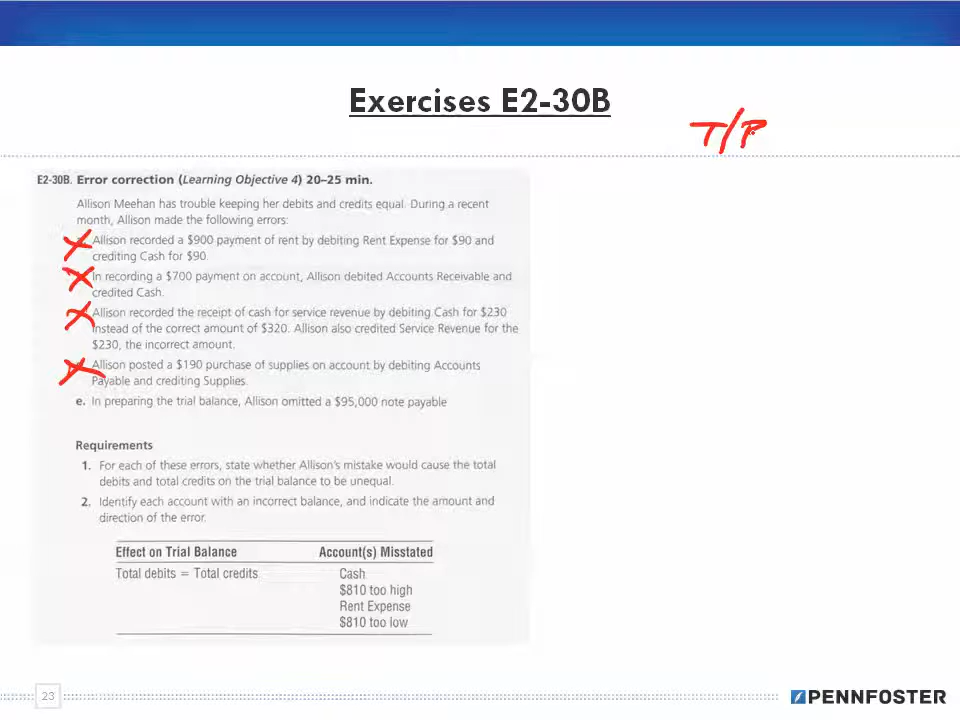 Exercises E2-30B
T/P
E2-30B. Error correction (Learning Objective 4) 20–25 min.
Allison Meehan has trouble keeping her debits and credits equal. During a recent
month, Allison made the following errors:
Allison recorded a $900 payment of rent by debiting Rent Expense for $90 and
crediting Cash for $90.
In recording a $700 payment on account, Allison debited Accounts Receivable and
credited Cash.
Allison recorded the receipt of cash for service revenue by debiting Cash for $230
instead of the correct amount of $320. Allison also credited Service Revenue for the
$230, the incorrect amount.
Allison posted a $190 purchase of supplies on account by debiting Accounts
Payable and crediting Supplies.
e. In preparing the trial balance, Allison omitted a $95,000 note payable
Requirements
1. For each of these errors, state whether Allison's mistake would cause the total
debits and total credits on the trial balance to be unequal.
2. Identify each account with an incorrect balance, and indicate the amount and
direction of the error.
Effect on Trial Balance Account(s) Misstated
Total debits = Total credits Cash
$810 too high
Rent Expense
$810 too low
23
PENNFOSTER